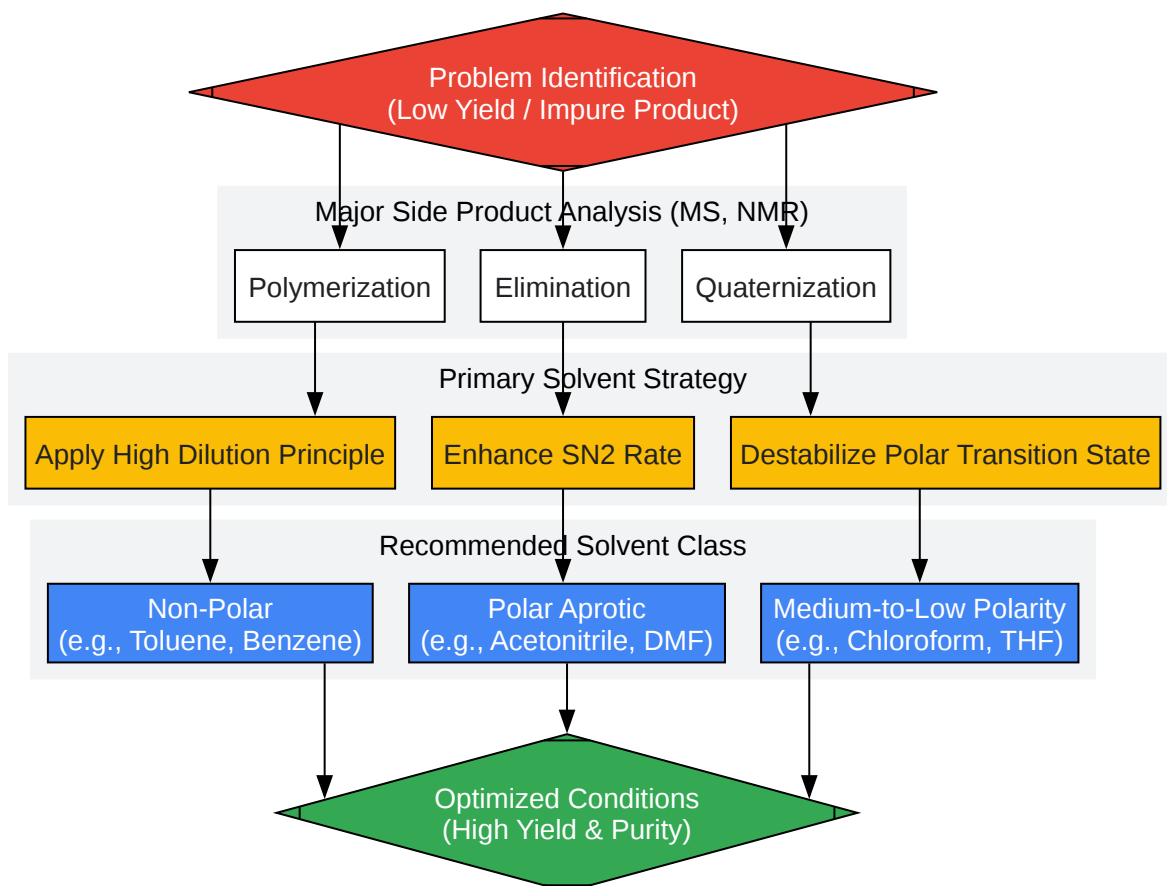 Problem Identification
(Low Yield / Impure Product)
Major Side Product Analysis (MS, NMR)
Polymerization
Elimination
Quaternization
Primary Solvent Strategy
Apply High Dilution Principle
Enhance SN2 Rate
Destabilize Polar Transition State
Recommended Solvent Class
Non-Polar
(e.g., Toluene, Benzene)
Polar Aprotic
(e.g., Acetonitrile, DMF)
Medium-to-Low Polarity
(e.g., Chloroform, THF)
Optimized Conditions
(High Yield & Purity)